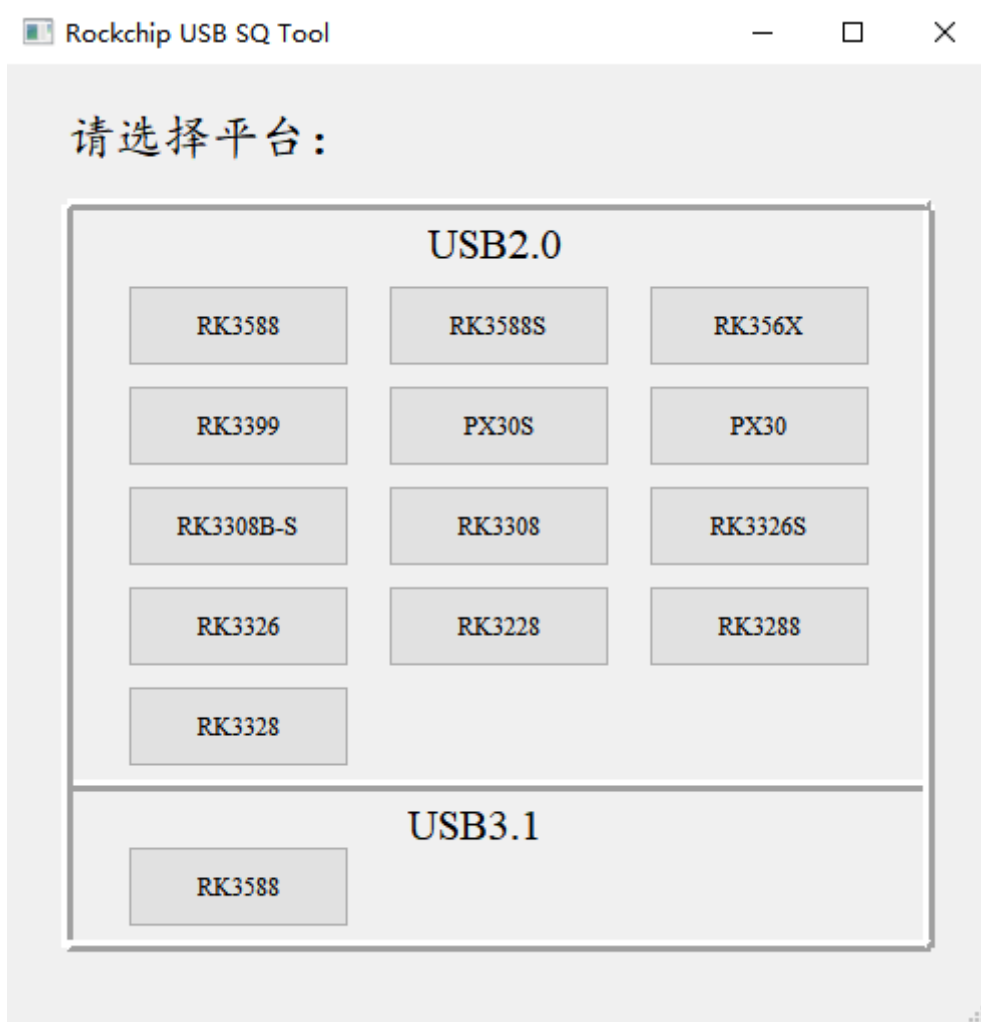 Rockchip USB SQ Tool
请选择平台：
USB2.0
RK3588 RK3588S RK356X
RK3399 PX30S PX30
RK3308B-S RK3308 RK3326S
RK3326 RK3228 RK3288
RK3328
USB3.1
RK3588